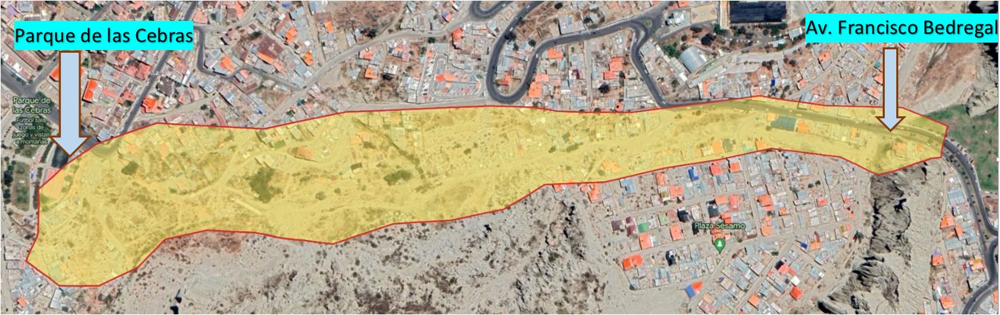 Parque de las Cebras
Av. Francisco Bedregal
Parque de
las Cebras
Fútbol sala,
zonas de
juego y vistas
a montañas
Plaza Sésamo